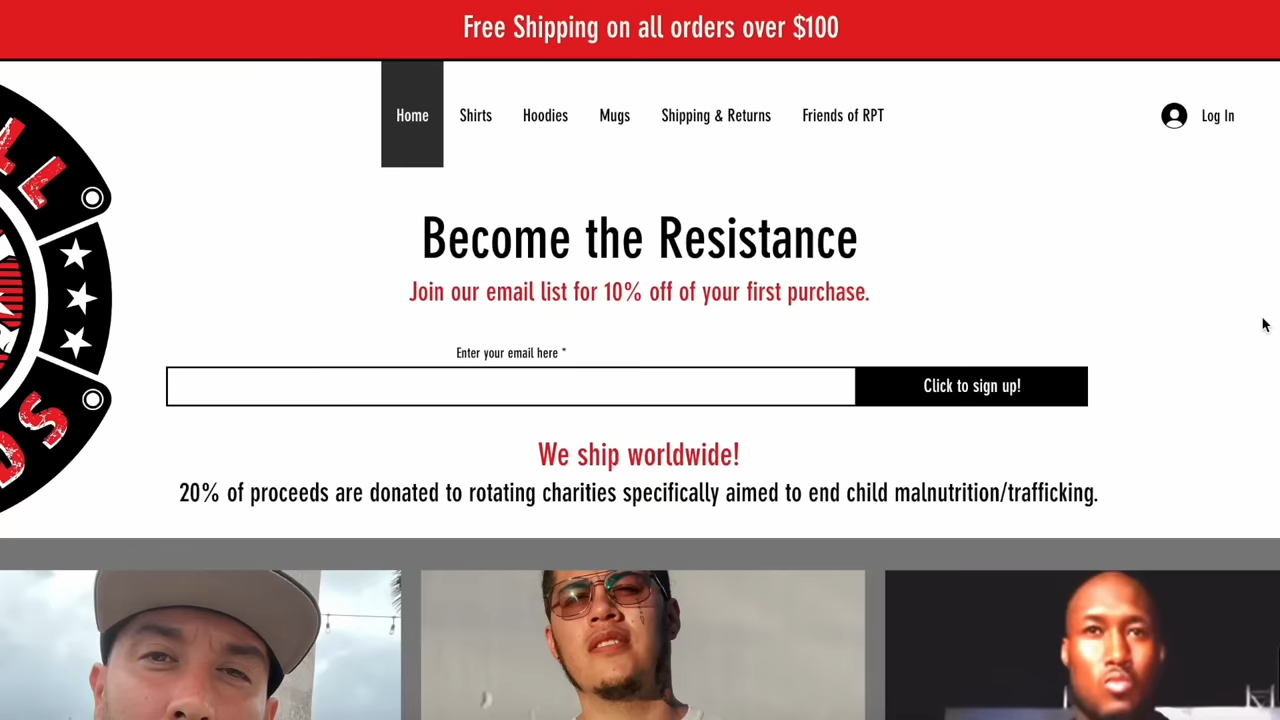 Free Shipping on all orders over $100
Home
Shirts
Hoodies
Mugs
Shipping & Returns
Friends of RPT
Log In
Become the Resistance
Join our email list for 10% off of your first purchase.
Enter your email here *
Click to sign up!
We ship worldwide!
20% of proceeds are donated to rotating charities specifically aimed to end child malnutrition/trafficking.